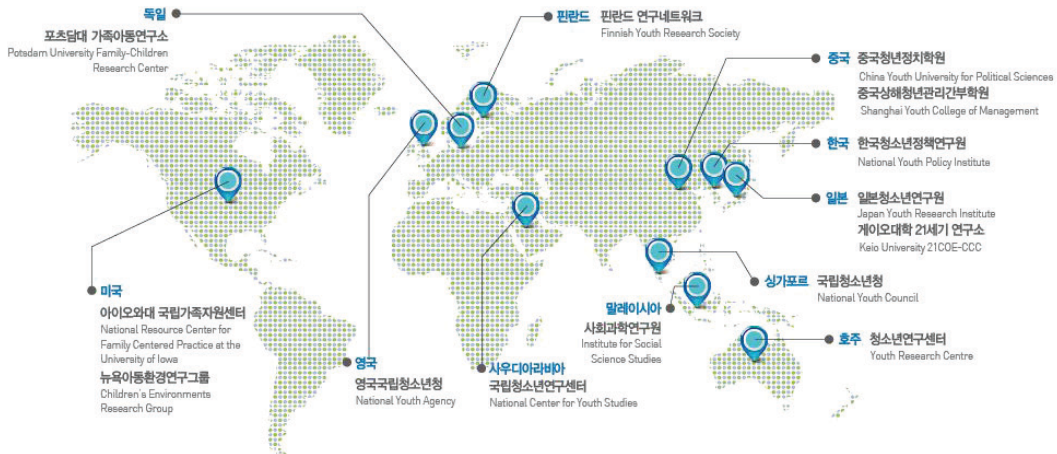 독일
포츠담대 가족아동연구소
Potsdam University Family-Children
Research Center
핀란드 핀란드 연구네트워크
Finnish Youth Research Society
중국 중국청년정치학원
China Youth University for Political Sciences
중국상해청년관리간부학원
Shanghai Youth College of Management
한국 한국청소년정책연구원
National Youth Policy Institute
일본 일본청소년연구원
Japan Youth Research Institute
게이오대학 21세기 연구소
Keio University 21COE-CCC
싱가포르 국립청소년청
National Youth Council
말레이시아
사회과학연구원
Institute for Social
Science Studies
호주 청소년연구센터
Youth Research Centre
미국
아이오와대 국립가족자원센터
National Resource Center for
Family Centered Practice at the
University of Iowa
뉴욕아동환경연구그룹
Children's Environments
Research Group
영국
영국국립청소년청
National Youth Agency
사우디아라비아
국립청소년연구센터
National Center for Youth Studies